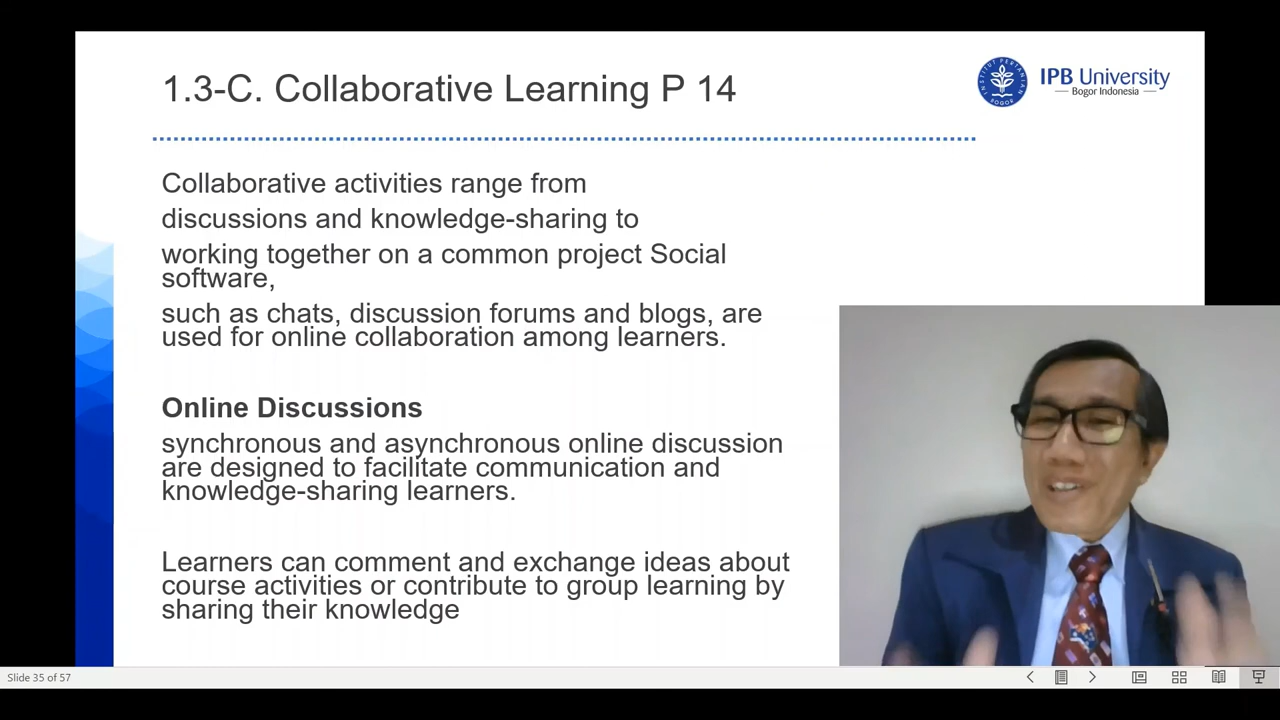 1.3-C. Collaborative Learning P 14
INSTITUT PERTANIAN
BOGOR
IPB University
Bogor Indonesia
Collaborative activities range from
discussions and knowledge-sharing to
working together on a common project Social
software,
such as chats, discussion forums and blogs, are
used for online collaboration among learners.
Online Discussions
synchronous and asynchronous online discussion
are designed to facilitate communication and
knowledge-sharing learners.
Learners can comment and exchange ideas about
course activities or contribute to group learning by
sharing their knowledge
Slide 35 of 57